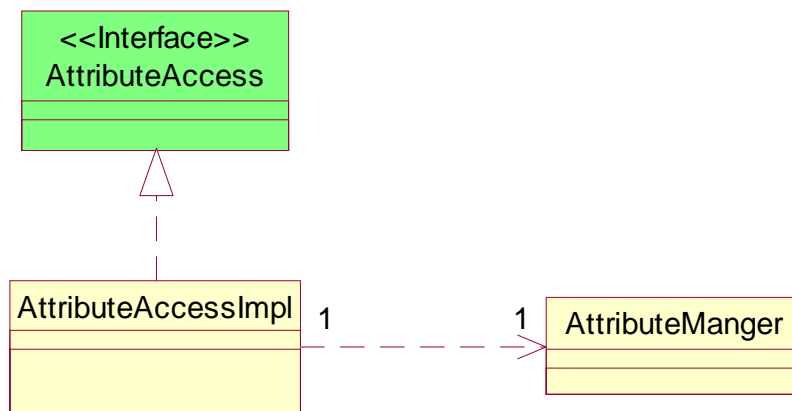 <<Interface>>
AttributeAccess
AttributeAccessImpl
1
1
AttributeManger